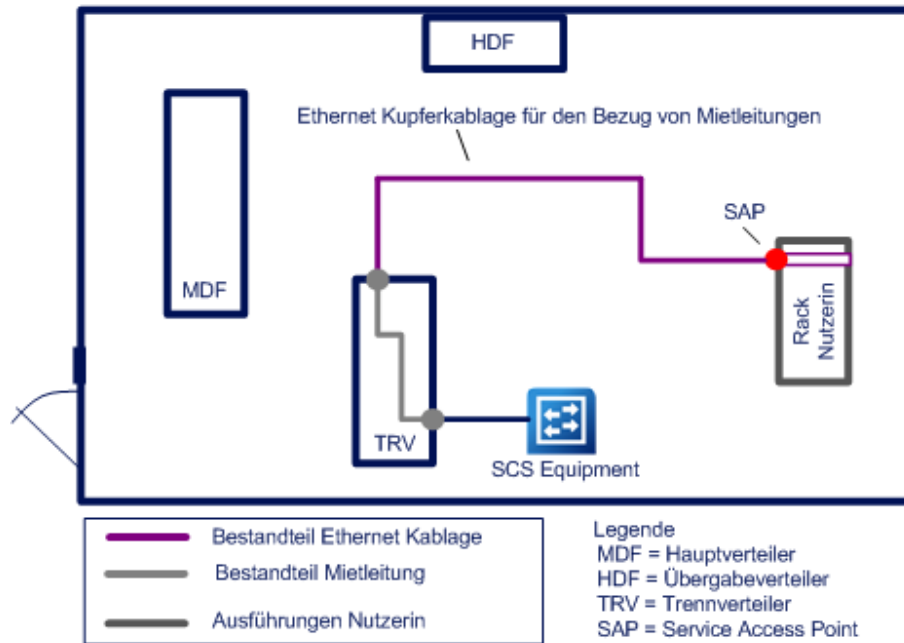 HDF
Ethernet Kupferkablage für den Bezug von Mietleitungen
SAP
MDF
Rack
Nutzerin
TRV
SCS Equipment
Bestandteil Ethernet Kablage
Bestandteil Mietleitung
Ausführungen Nutzerin
Legende
MDF = Hauptverteiler
HDF = Übergabeverteiler
TRV = Trennverteiler
SAP = Service Access Point